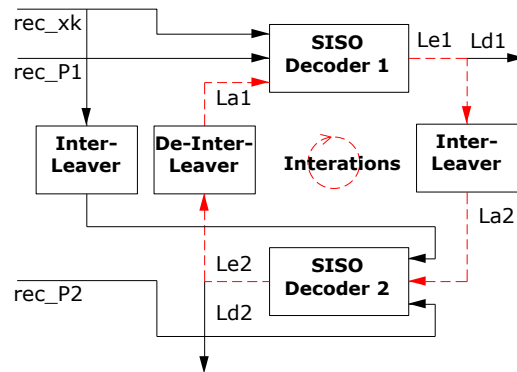 rec_xk
SISO
Decoder 1
Le1
Ld1
rec_P1
La1
Inter-
Leaver
De-Inter-
Leaver
Interations
Inter-
Leaver
La2
Le2
SISO
Decoder 2
rec_P2
Ld2